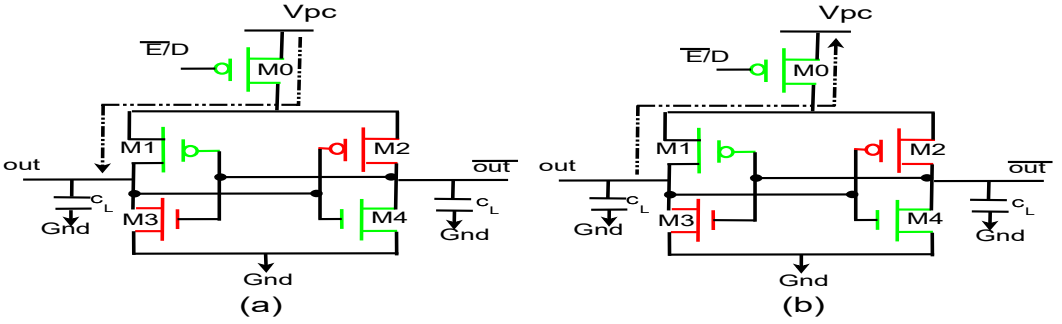 Vpc
E/D
M0
M1
M2
out
out
C L
M3
M4
C L
Gnd
Gnd
Gnd
(a)
Vpc
E/D
M0
M1
M2
out
out
C L
M3
M4
C L
Gnd
Gnd
Gnd
(b)